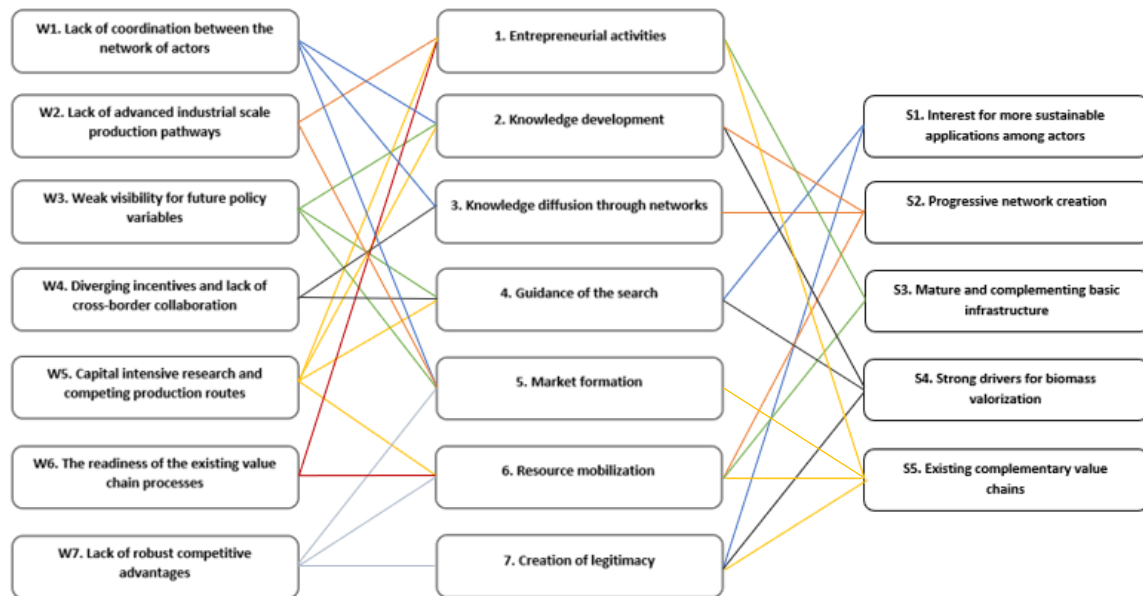 W1. Lack of coordination between the
network of actors
W2. Lack of advanced industrial scale
production pathways
W3. Weak visibility for future policy
variables
W4. Diverging incentives and lack of
cross-border collaboration
W5. Capital intensive research and
competing production routes
W6. The readiness of the existing value
chain processes
W7. Lack of robust competitive
advantages
1. Entrepreneurial activities
2. Knowledge development
3. Knowledge diffusion through networks
4. Guidance of the search
5. Market formation
6. Resource mobilization
7. Creation of legitimacy
S1. Interest for more sustainable
applications among actors
S2. Progressive network creation
S3. Mature and complementing basic
infrastructure
S4. Strong drivers for biomass
valorization
S5. Existing complementary value
chains